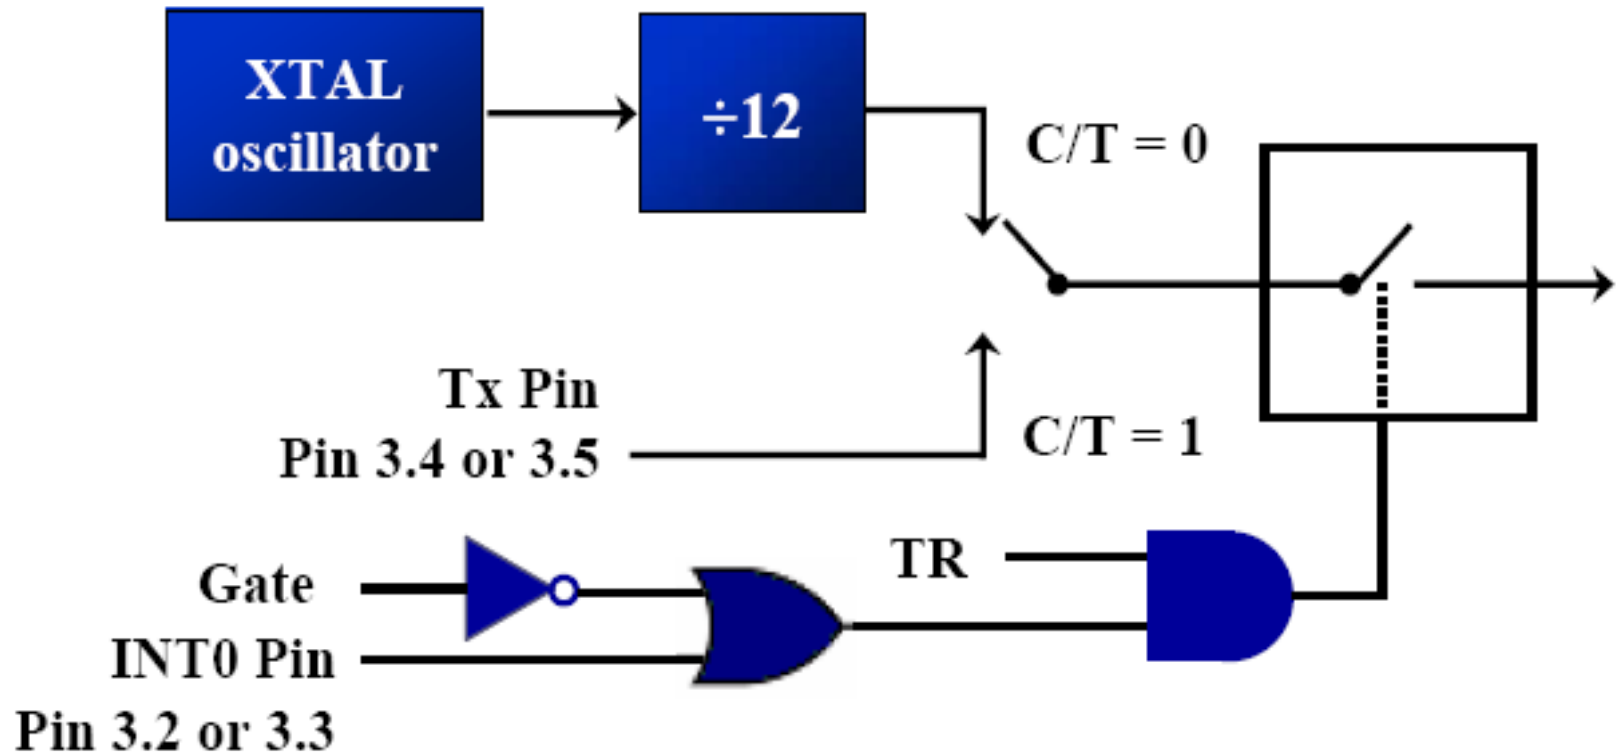 XTAL
oscillator
÷12
C/T = 0
Tx Pin
Pin 3.4 or 3.5
C/T = 1
TR
Gate
INT0 Pin
Pin 3.2 or 3.3